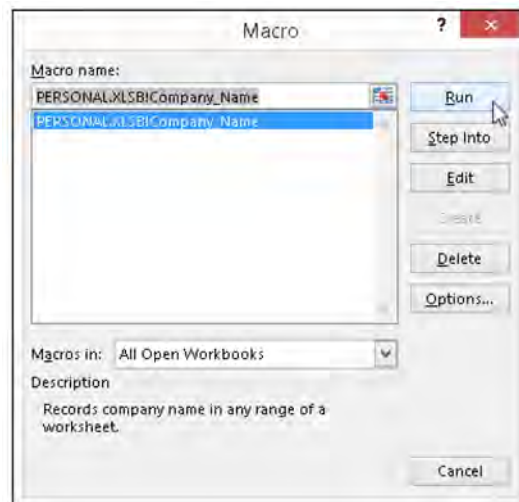 Macro
?
Macro name:
PERSONAL.XLSB!Company_Name
PERSONAL.XLSB!Company_Name
Run
Step Into
Edit
Create
Delete
Options...
Macros in: All Open Workbooks
Description
Records company name in any range of a
worksheet.
Cancel